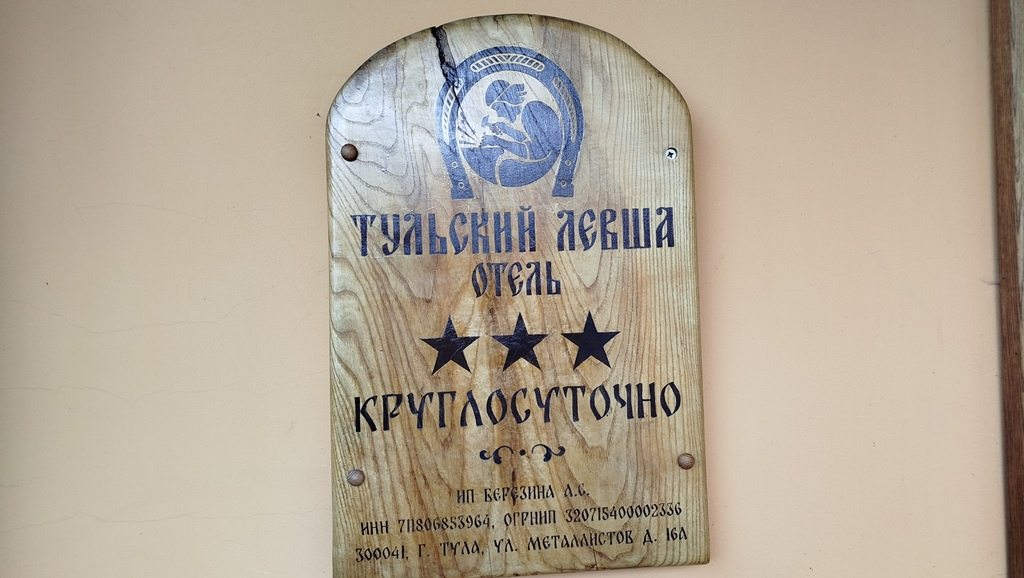 ТУЛЬСКИЙ ЛЕВША
ОТЕЛЬ
КРУГЛОСУТОЧНО
ИП БЕРЕЗИНА А.С.
ИНН 711806853964, ОГРНИП 320715400002336
300041, Г. ТУЛА, УЛ. МЕТАЛЛИСТОВ Д. 16А